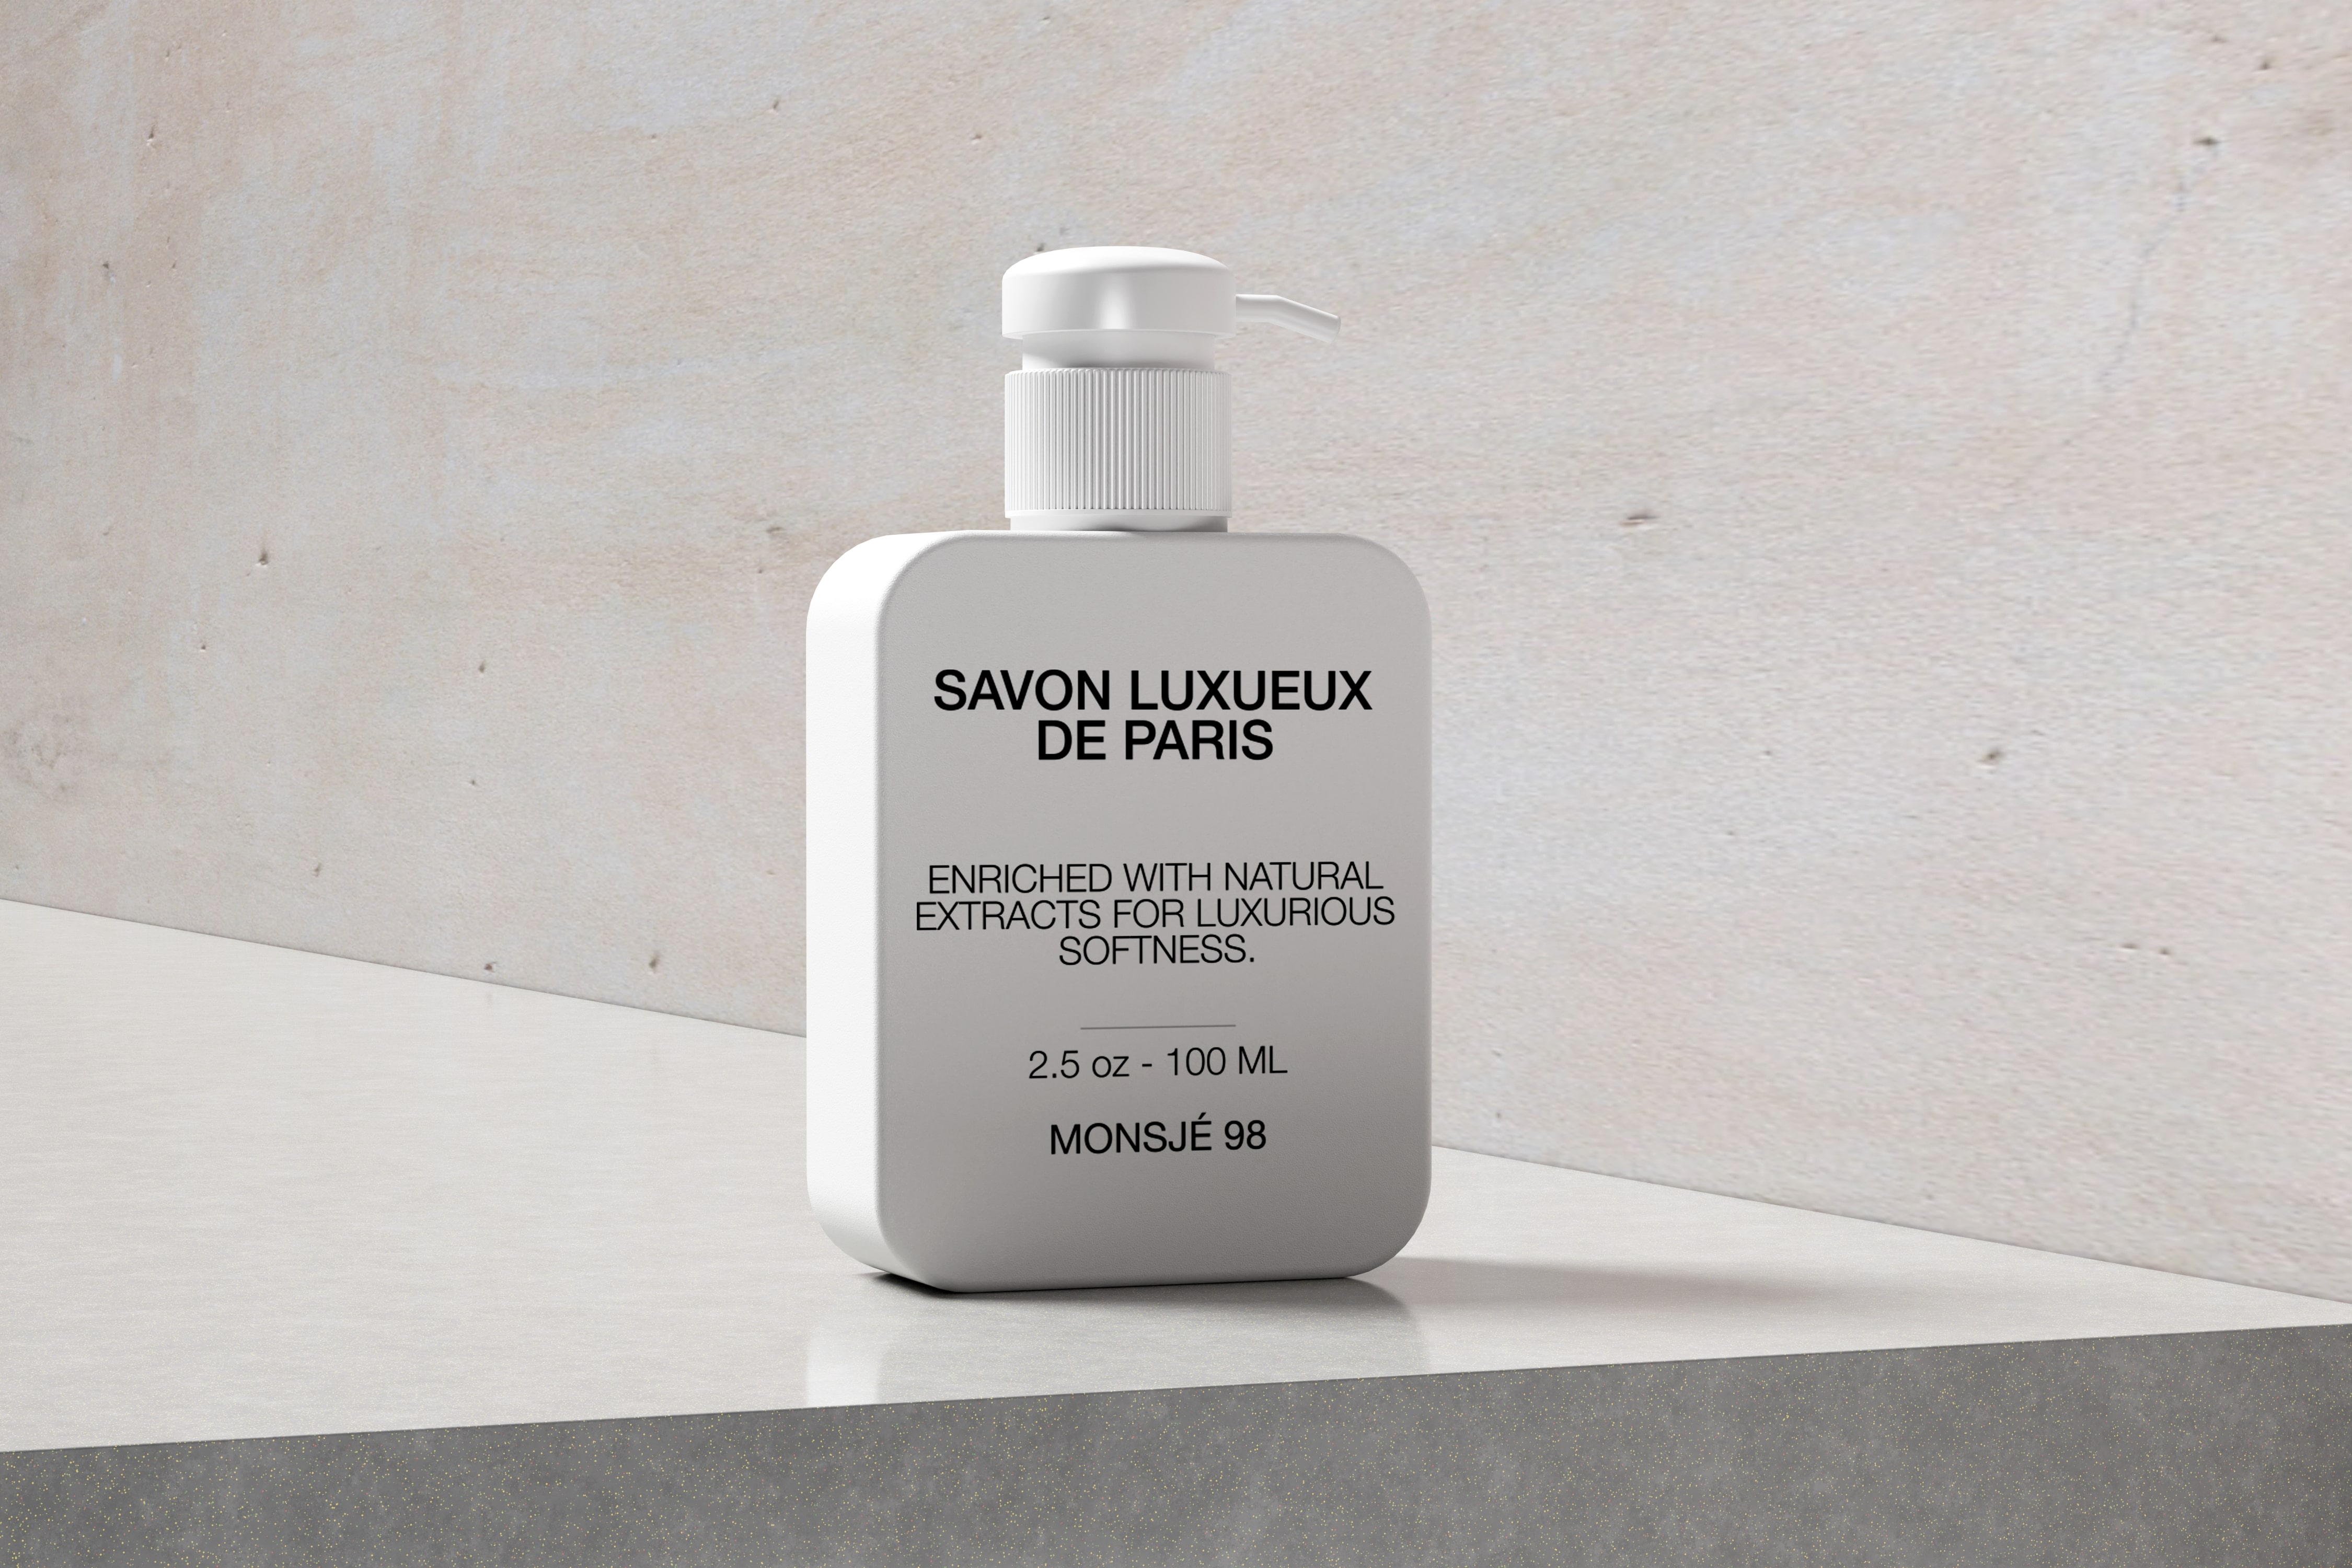 SAVON LUXUEUX
DE PARIS
ENRICHED WITH NATURAL
EXTRACTS FOR LUXURIOUS
SOFTNESS.
2.5 oz - 100 ML
MONSJÉ 98